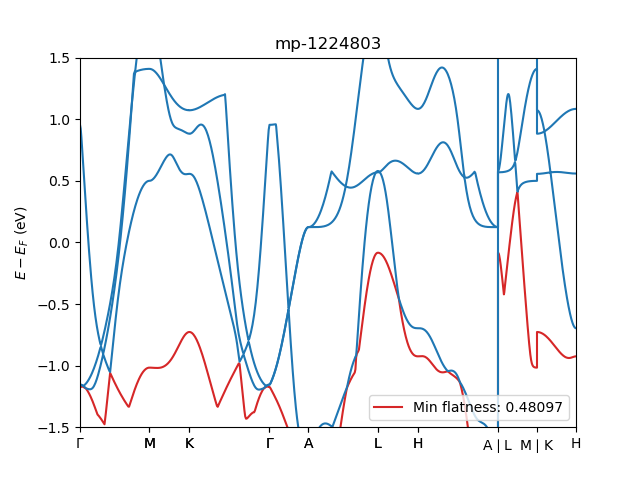 mp-1224803
E − E_F (eV)
1.5
1.0
0.5
0.0
−0.5
−1.0
−1.5
Min flatness: 0.48097
Γ M K Γ A L H A | L M | K H